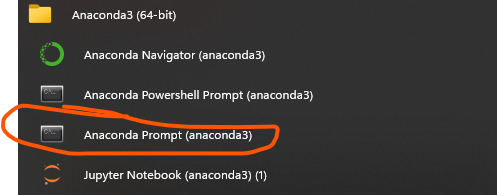 Anaconda3 (64-bit)
Anaconda Navigator (anaconda3)
Anaconda Powershell Prompt (anaconda3)
Anaconda Prompt (anaconda3)
Jupyter Notebook (anaconda3) (1)